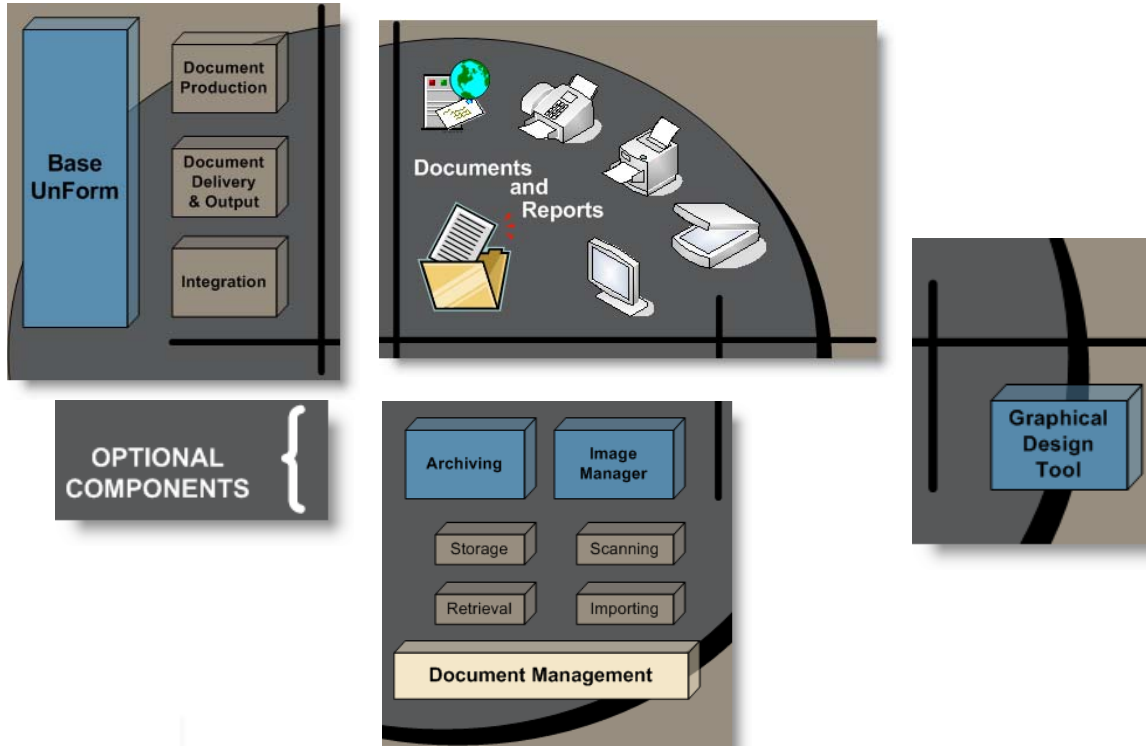 Base
UnForm
Document
Production
Document
Delivery
& Output
Integration
Documents
and
Reports
OPTIONAL
COMPONENTS
Archiving
Image
Manager
Storage
Scanning
Retrieval
Importing
Document Management
Graphical
Design
Tool